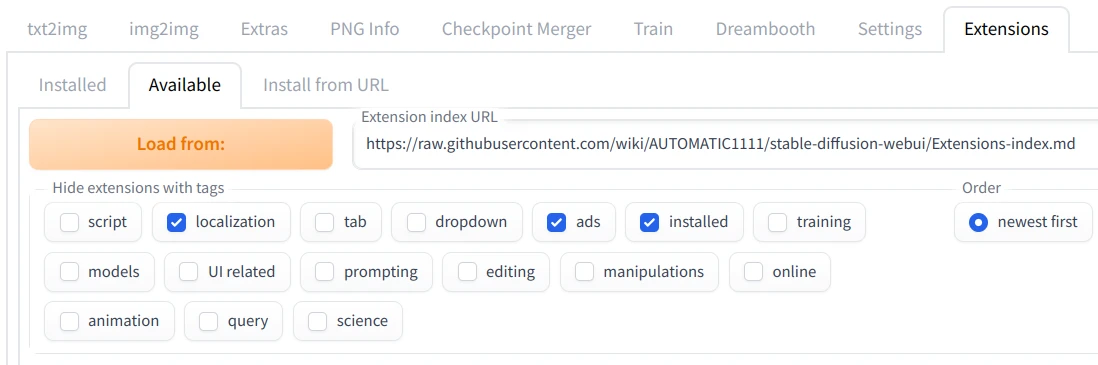 txt2img img2img Extras PNG Info Checkpoint Merger Train Dreambooth Settings Extensions
Installed Available Install from URL
Extension index URL
Load from: https://raw.githubusercontent.com/wiki/AUTOMATIC1111/stable-diffusion-webui/Extensions-index.md
Hide extensions with tags Order
script localization tab dropdown ads installed training newest first
models UI related prompting editing manipulations online
animation query science